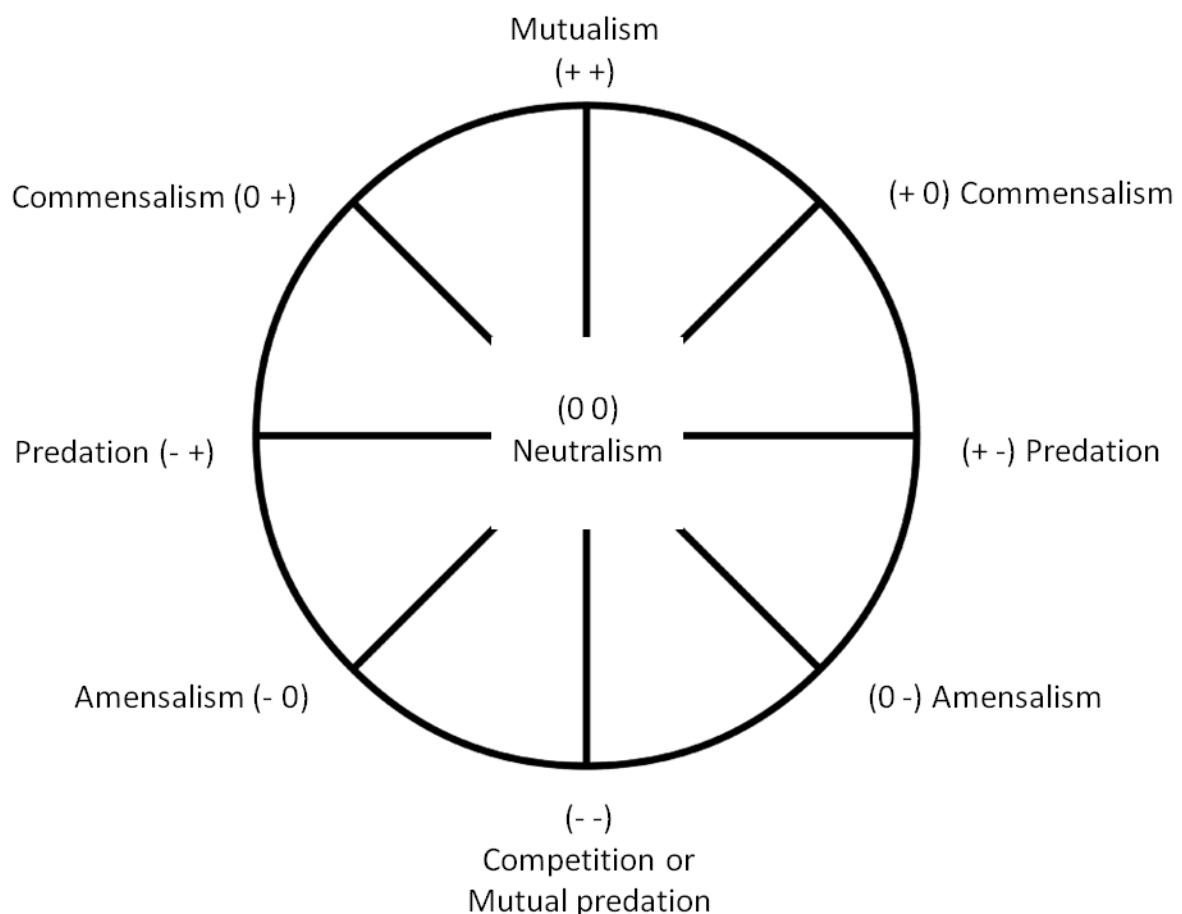 Mutualism
(+ +)
Commensalism (0 +)
(+ 0) Commensalism
(0 0)
Neutralism
Predation (- +)
(+ -) Predation
Amensalism (- 0)
(0 -) Amensalism
(- -)
Competition or
Mutual predation